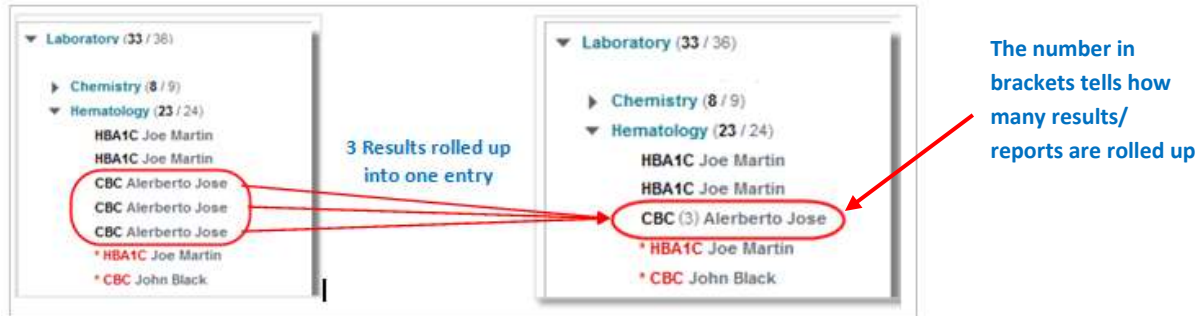 Laboratory (33 / 36)
Chemistry (8 / 9)
Hematology (23 / 24)
HBA1C Joe Martin
HBA1C Joe Martin
CBC Alerberto Jose
CBC Alerberto Jose
CBC Alerberto Jose
* HBA1C Joe Martin
* CBC John Black
3 Results rolled up
into one entry
Laboratory (33 / 36)
Chemistry (8 / 9)
Hematology (23 / 24)
HBA1C Joe Martin
HBA1C Joe Martin
CBC (3) Alerberto Jose
* HBA1C Joe Martin
* CBC John Black
The number in
brackets tells how
many results/
reports are rolled up